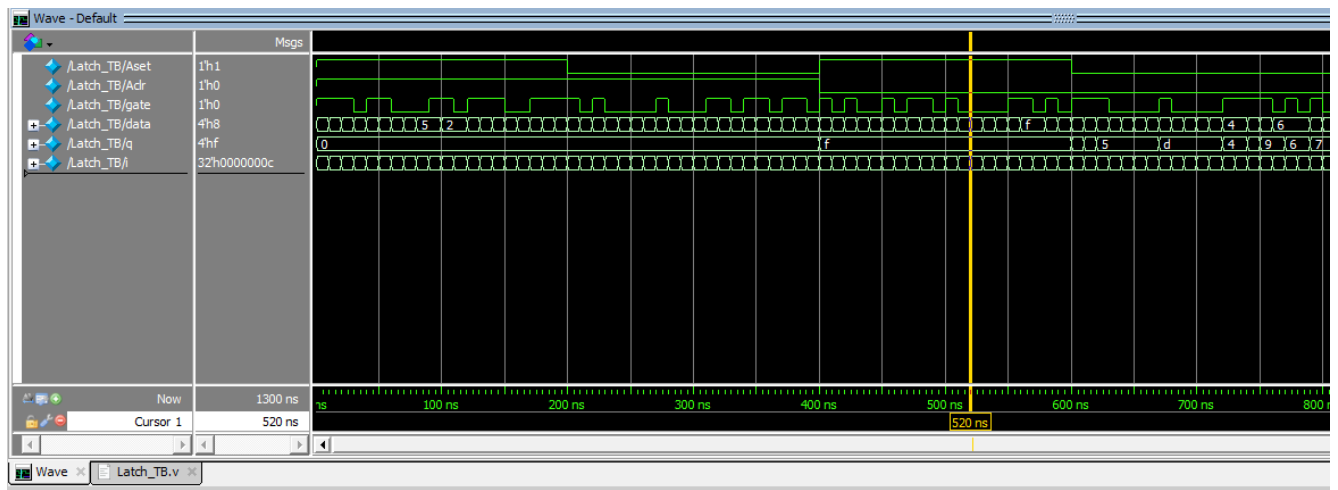 Wave - Default
Msgs
/Latch_TB/Aset 1'h1
/Latch_TB/Adr 1'h0
/Latch_TB/gate 1'h0
/Latch_TB/data 4'h8 5 2 f 4 6
/Latch_TB/q 4'hf 0 f 5 d 4 9 6 7
/Latch_TB/i 32'h0000000c
Now 1300 ns ns 100 ns 200 ns 300 ns 400 ns 500 ns 600 ns 700 ns 800
Cursor 1 520 ns 520 ns
Wave Latch_TB.v